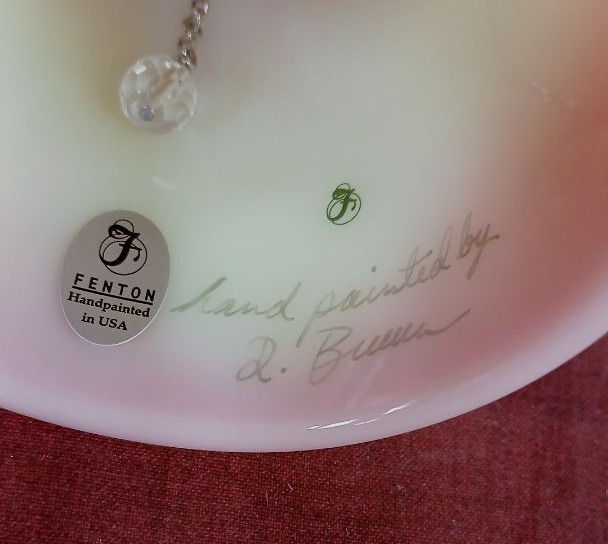 F
F
FENTON
Handpainted
in USA
hand painted by